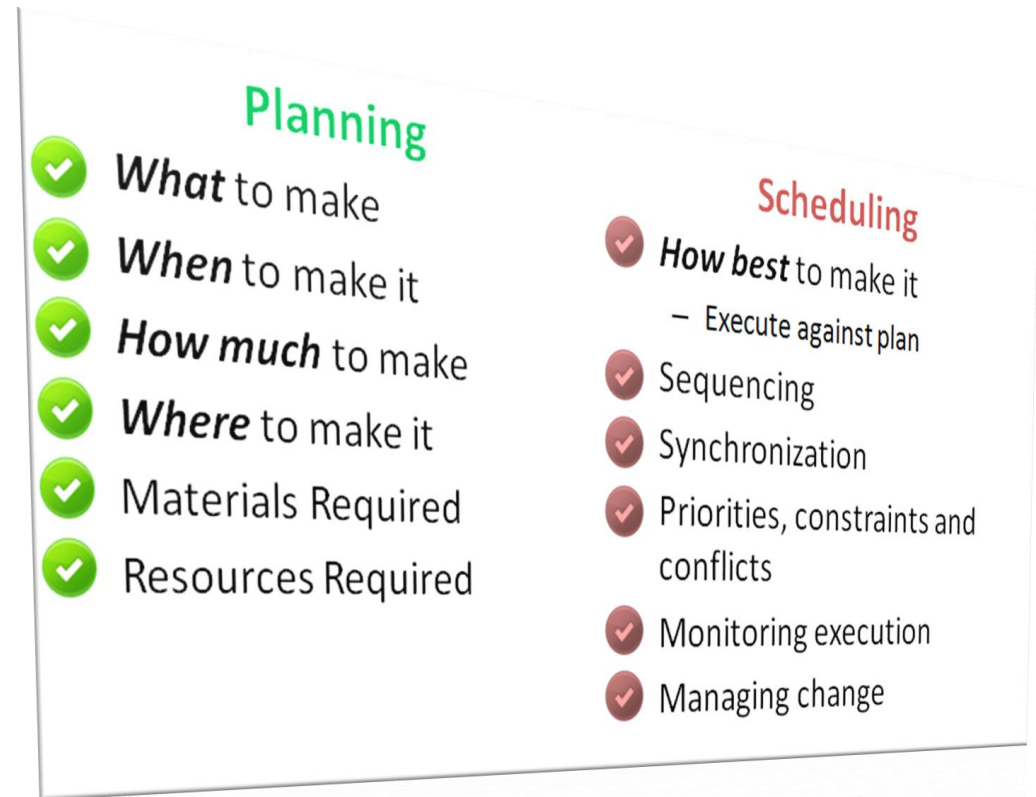 Planning
What to make
When to make it
How much to make
Where to make it
Materials Required
Resources Required
Scheduling
How best to make it
– Execute against plan
Sequencing
Synchronization
Priorities, constraints and
conflicts
Monitoring execution
Managing change